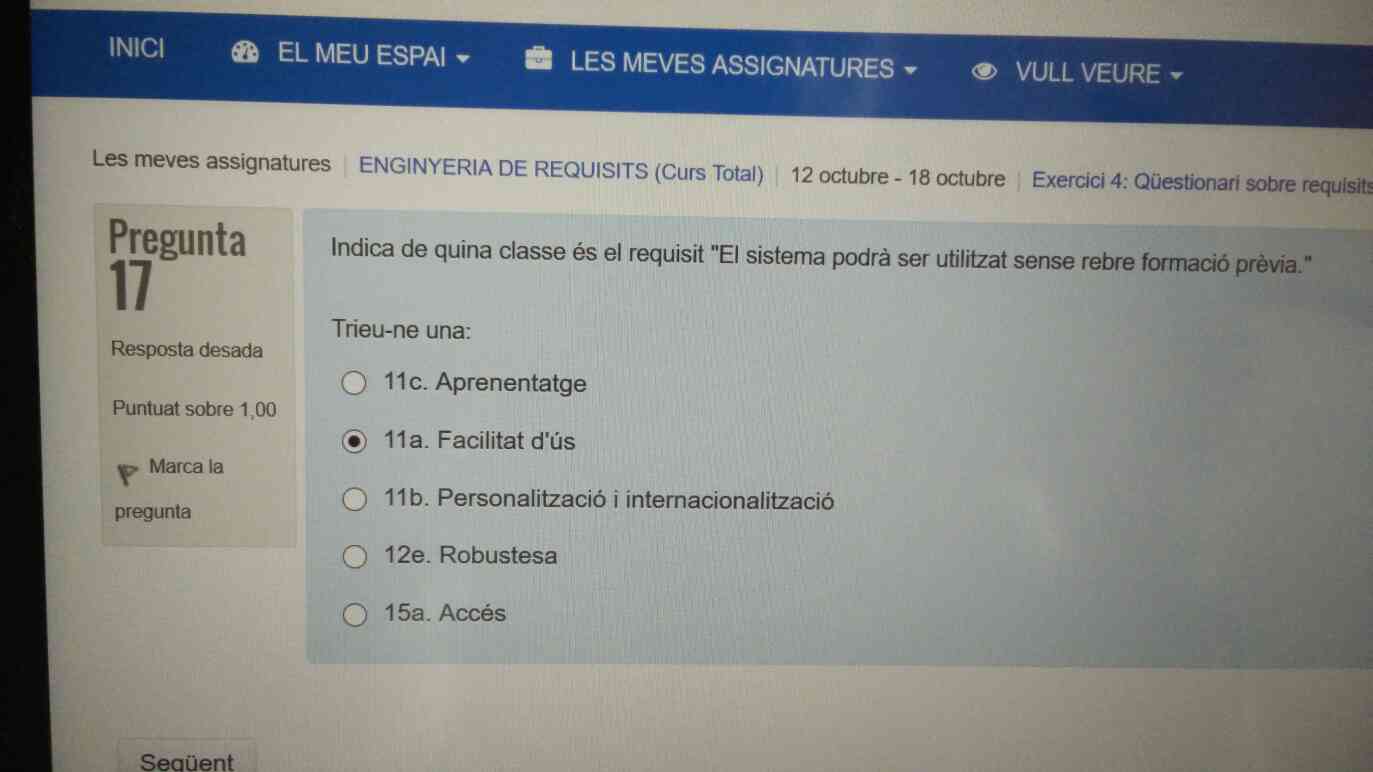 INICI EL MEU ESPAI LES MEVES ASSIGNATURES VULL VEURE
Les meves assignatures | ENGINYERIA DE REQUISITS (Curs Total) | 12 octubre - 18 octubre | Exercici 4: Qüestionari sobre requisits
Pregunta
17
Resposta desada
Puntuat sobre 1,00
Marca la
pregunta
Indica de quina classe és el requisit "El sistema podrà ser utilitzat sense rebre formació prèvia."
Trieu-ne una:
11c. Aprenentatge
11a. Facilitat d'ús
11b. Personalització i internacionalització
12e. Robustesa
15a. Accés
Següent